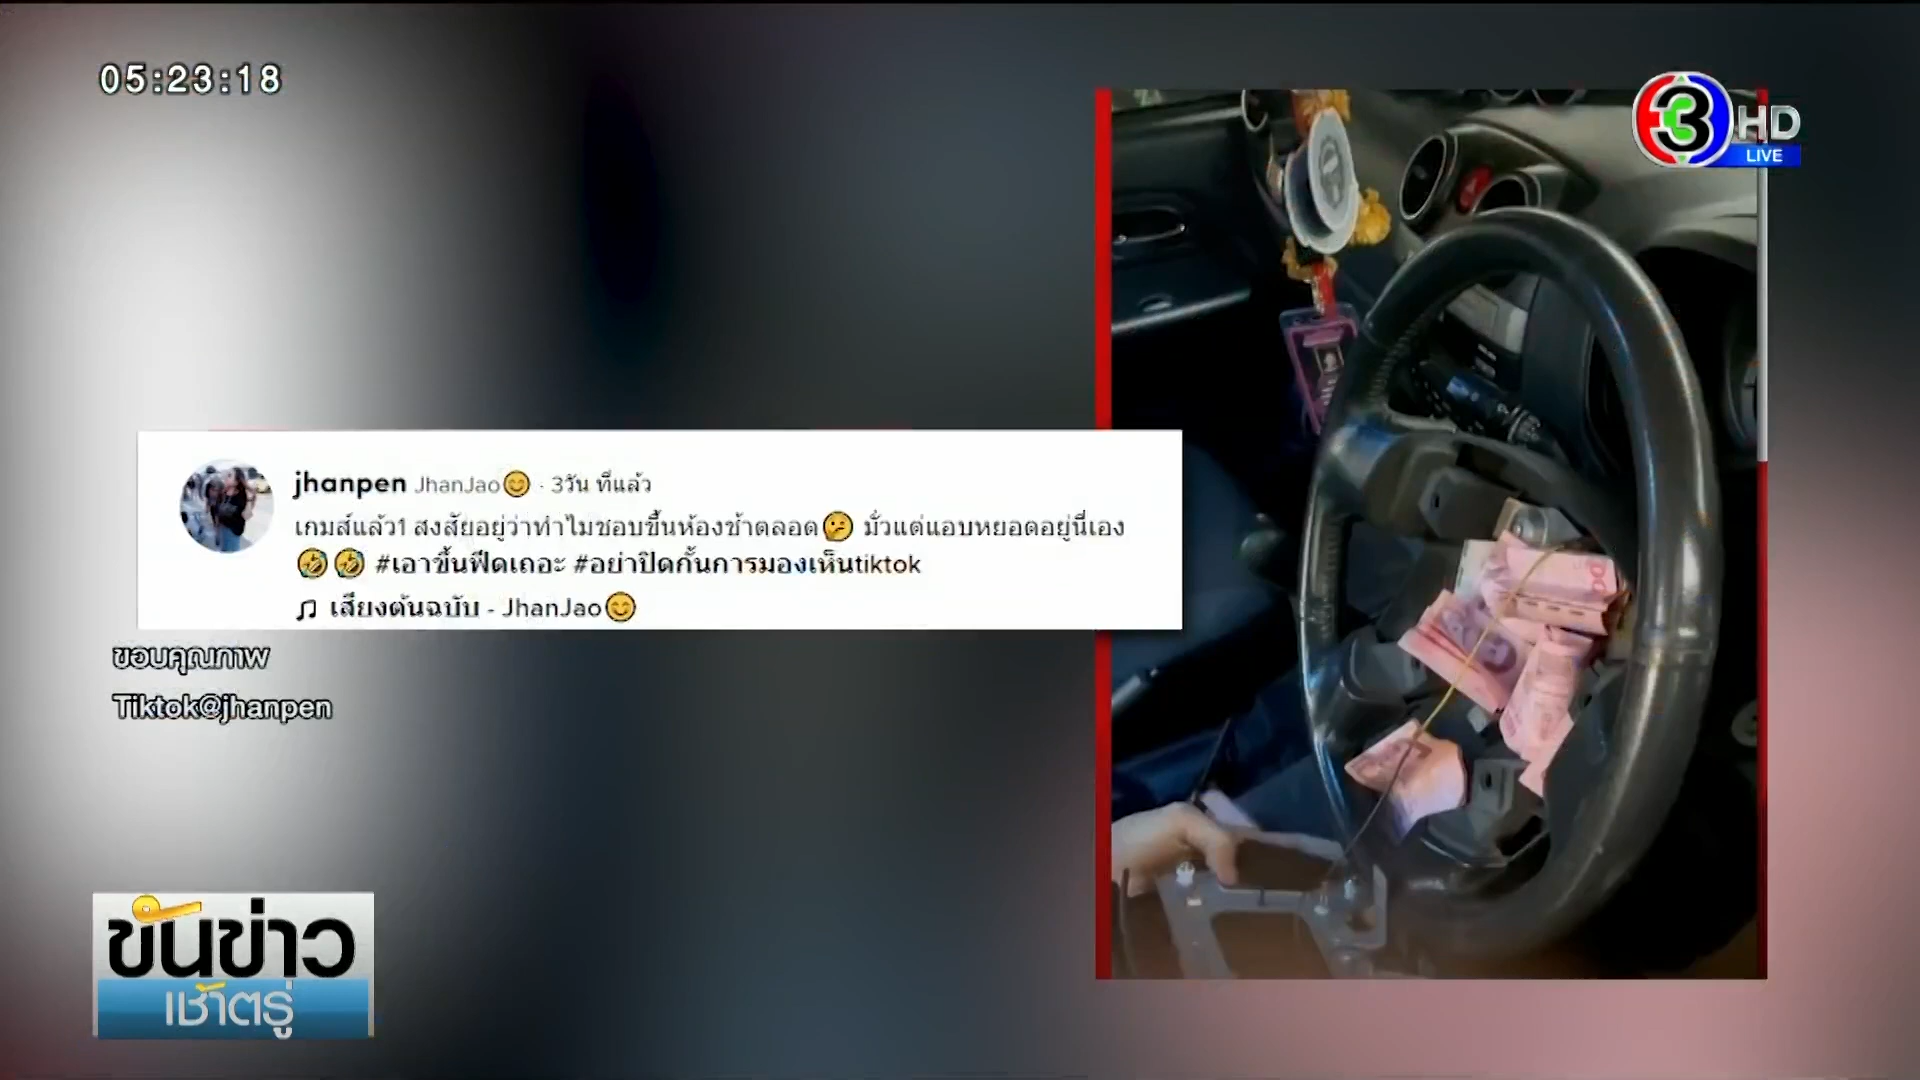 05:23:18
3 HD
LIVE
jhanpen JhanJao😊 · 3วัน ที่แล้ว
เกมส์แล้ว1 สงสัยอยู่ว่าทำไมชอบขึ้นห้องช้าตลอด🫤 มั่วแต่แอบหยอดอยู่นี่เอง
🤣🤣 #เอาขึ้นฟีดเถอะ #อย่าปิดกั้นการมองเห็นtiktok
♫ เสียงต้นฉบับ - JhanJao😊
ขอบคุณภาพ
Tiktok@jhanpen
ขันข่าว
เช้าตรู่